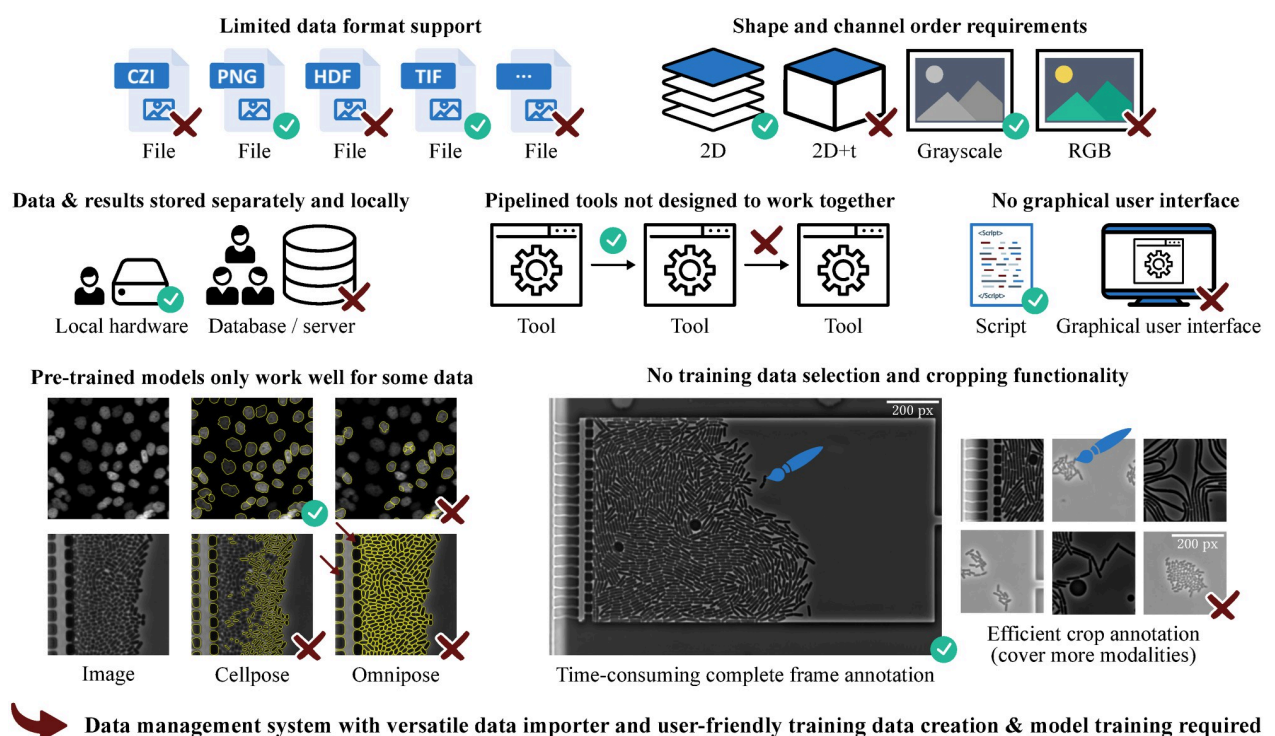 Limited data format support
CZI
PNG
HDF
TIF
...
File
File
File
File
File
Shape and channel order requirements
2D
2D+t
Grayscale
RGB
Data & results stored separately and locally
Local hardware
Database / server
Pipelined tools not designed to work together
Tool
Tool
Tool
No graphical user interface
<Script>
</Script>
Script
Graphical user interface
Pre-trained models only work well for some data
Image
Cellpose
Omnipose
No training data selection and cropping functionality
200 px
Time-consuming complete frame annotation
200 px
Efficient crop annotation
(cover more modalities)
Data management system with versatile data importer and user-friendly training data creation & model training required